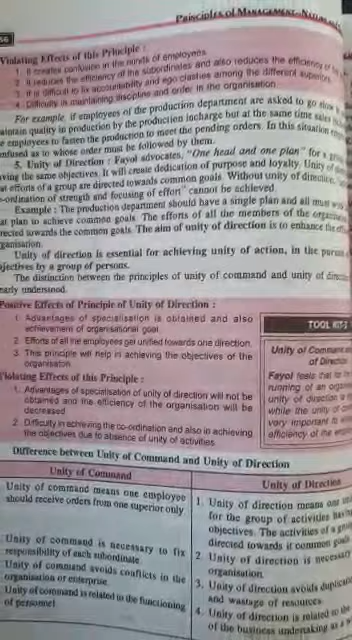 56
PRINCIPLES OF MANAGEMENT—NATURE
Violating Effects of this Principle :
1. It creates confusion in the minds of employees.
2. It reduces the efficiency of the subordinates and also reduces the efficiency of
3. It is difficult to fix accountability and ego clashes among the different superiors.
4. Difficulty in maintaining discipline and order in the organisation.
For example, if employees of the production department are asked to go slow
maintain quality in production by the production incharge but at the same time sales
employees to fasten the production to meet the pending orders. In this situation
confused as to whose order must be followed by them.
5. Unity of Direction : Fayol advocates, "One head and one plan" for
having the same objectives. It will create dedication of purpose and loyalty. Unity of
efforts of a group are directed towards common goals. Without unity of direction,
co-ordination of strength and focusing of effort" cannot be achieved.
Example : The production department should have a single plan and all must
plan to achieve common goals. The efforts of all the members of the
directed towards the common goals. The aim of unity of direction is to enhance the
organisation.
Unity of direction is essential for achieving unity of action, in the
objectives by a group of persons.
The distinction between the principles of unity of command and unity of
clearly understood.
Positive Effects of Principle of Unity of Direction :
1. Advantages of specialisation is obtained and also
achievement of organisational goal.
2. Efforts of all the employees get unified towards one direction.
3. This principle will help in achieving the objectives of the
organisation.
Violating Effects of this Principle :
1. Advantages of specialisation of unity of direction will not be
obtained and the efficiency of the organisation will be
decreased
2. Difficulty in achieving the co-ordination and also in achieving
the objectives due to absence of unity of activities.
TOOL KIT-2
Unity of Command
of Direction
Fayol feels that
running of an
unity of direction is
while the unity of
very important
efficiency of the
Difference between Unity of Command and Unity of Direction
Unity of Command
Unity of command means one employee
should receive orders from one superior only
Unity of command is necessary to fix
responsibility of each subordinate.
Unity of command avoids conflicts in the
organisation or enterprise.
Unity of command is related to the functioning
of personnel
Unity of Direction
1. Unity of direction means one
for the group of activities
objectives. The activities of a
directed towards common
2. Unity of direction is necessary
organisation.
3. Unity of direction avoids
and wastage of resources.
4. Unity of direction is related to the
of the business undertaking as a